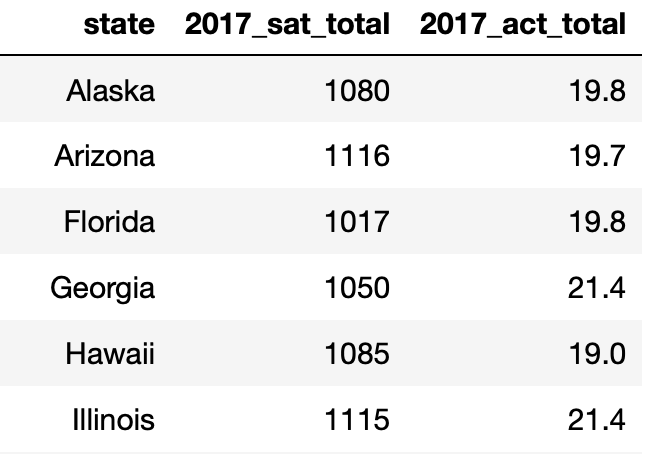 state 2017_sat_total 2017_act_total
Alaska 1080 19.8
Arizona 1116 19.7
Florida 1017 19.8
Georgia 1050 21.4
Hawaii 1085 19.0
Illinois 1115 21.4